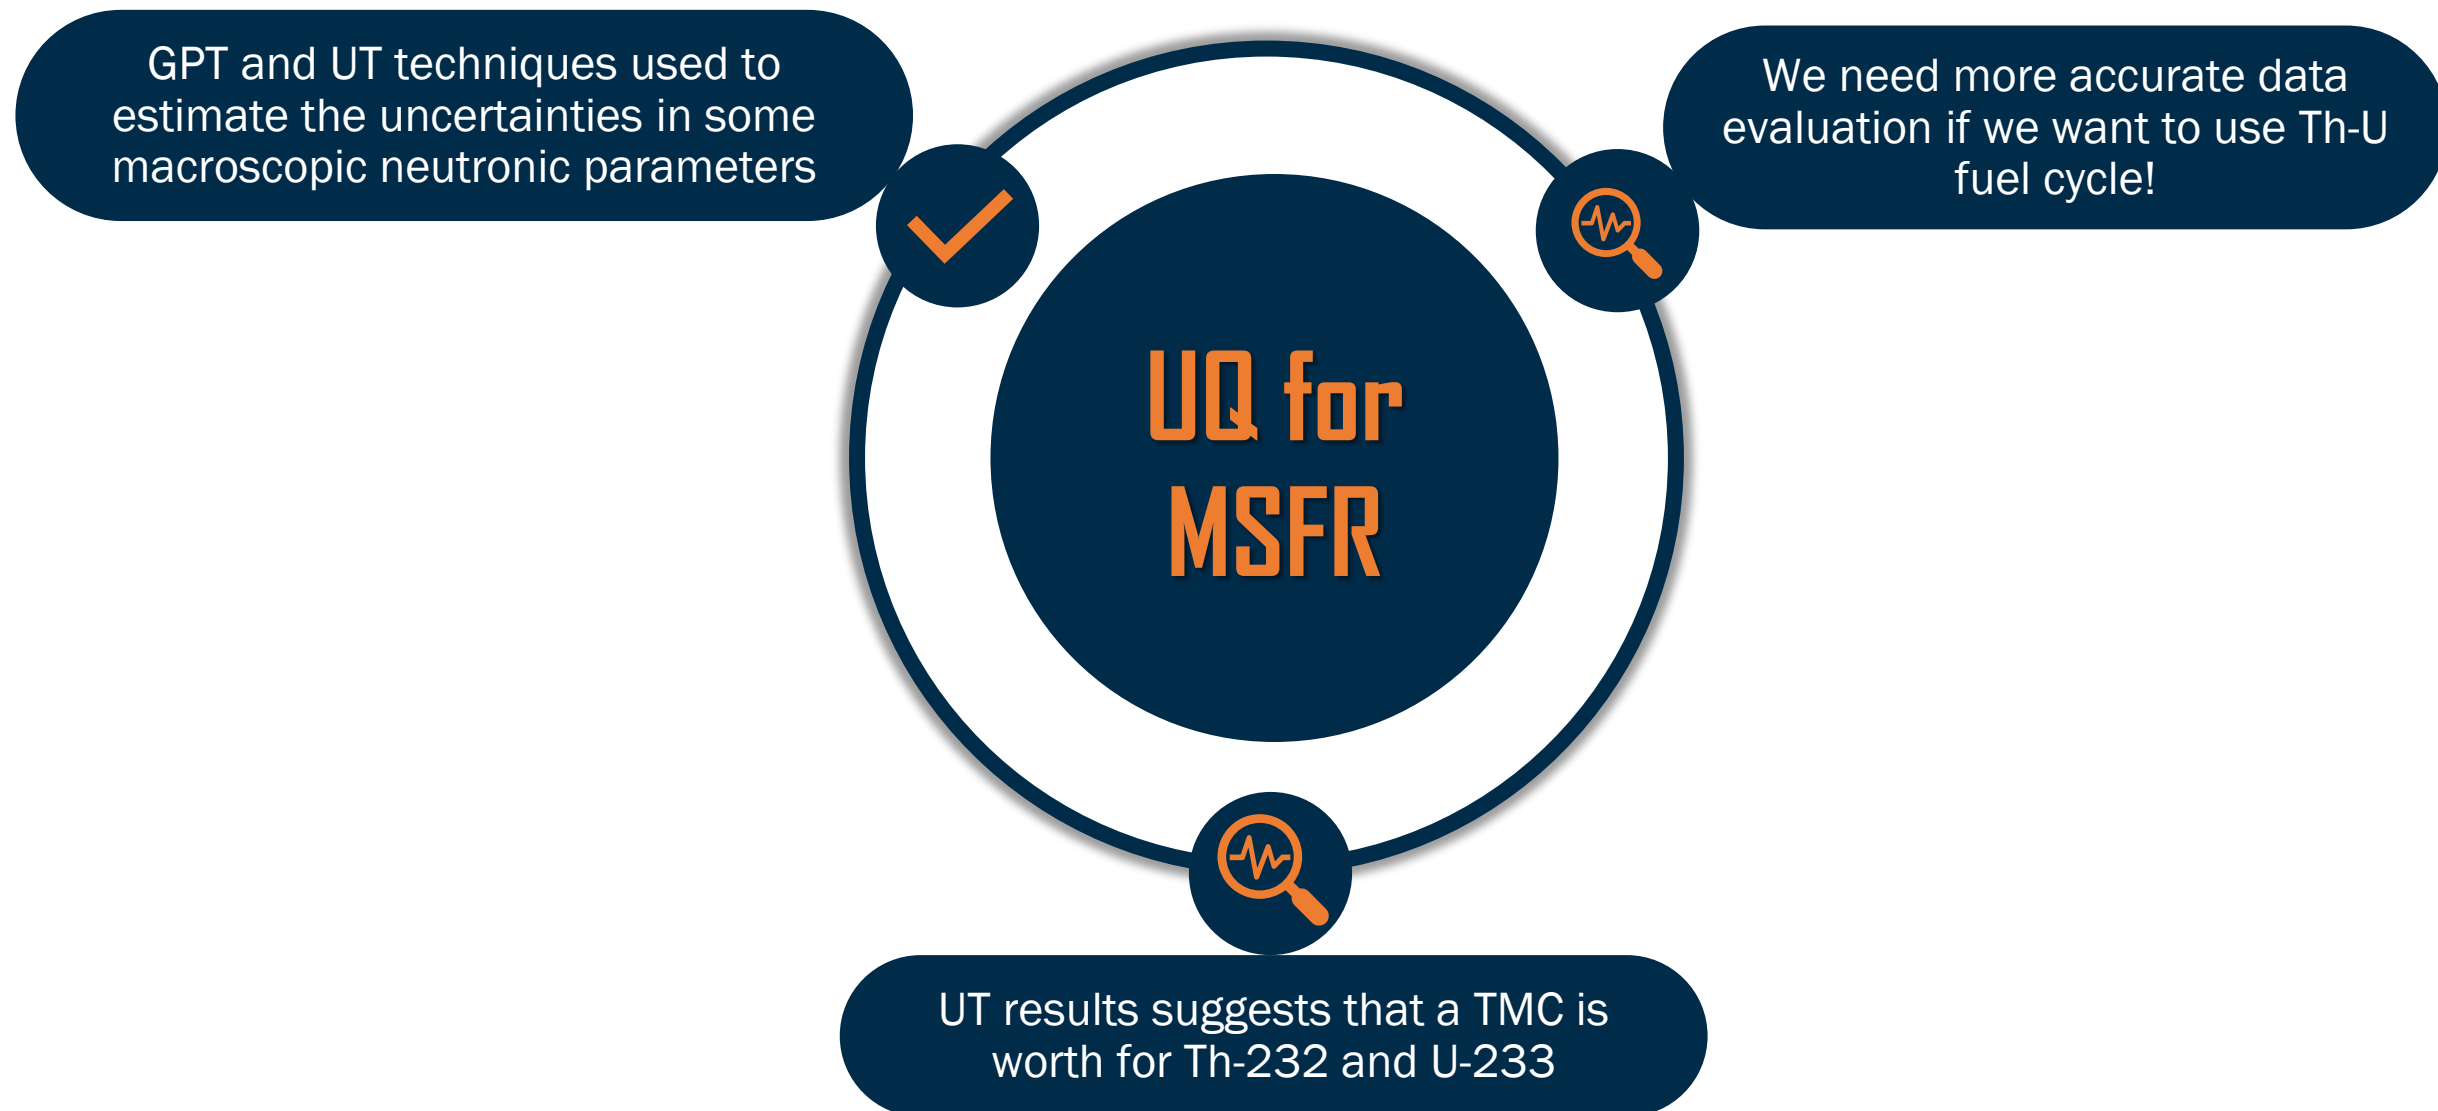 GPT and UT techniques used to
estimate the uncertainties in some
macroscopic neutronic parameters
We need more accurate data
evaluation if we want to use Th-U
fuel cycle!
UQ for
MSFR
UT results suggests that a TMC is
worth for Th-232 and U-233